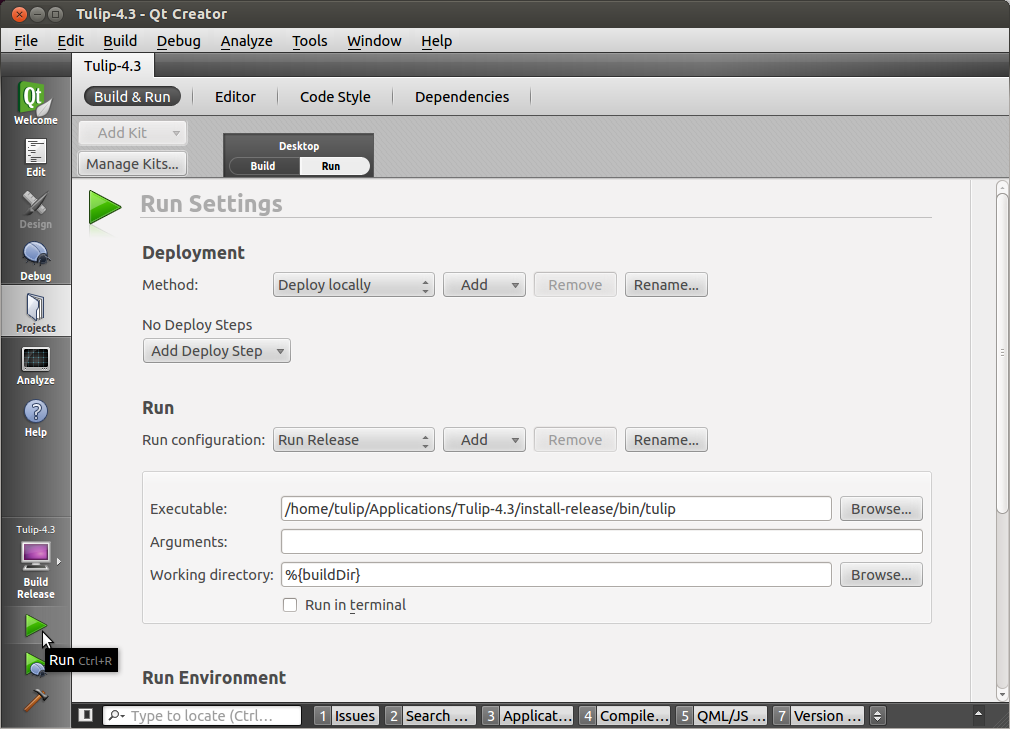 Tulip-4.3 - Qt Creator
File Edit Build Debug Analyze Tools Window Help
Tulip-4.3
Build & Run Editor Code Style Dependencies
Add Kit
Manage Kits...
Desktop
Build Run
Qt
Welcome
Edit
Design
Debug
Projects
Analyze
Help
Tulip-4.3
Build
Release
Run Ctrl+R
Run Settings
Deployment
Method: Deploy locally Add Remove Rename...
No Deploy Steps
Add Deploy Step
Run
Run configuration: Run Release Add Remove Rename...
Executable: /home/tulip/Applications/Tulip-4.3/install-release/bin/tulip Browse...
Arguments:
Working directory: %{buildDir} Browse...
Run in terminal
Run Environment
Type to locate (Ctrl... 1 Issues 2 Search ... 3 Applicat... 4 Compile... 5 QML/JS ... 7 Version ...